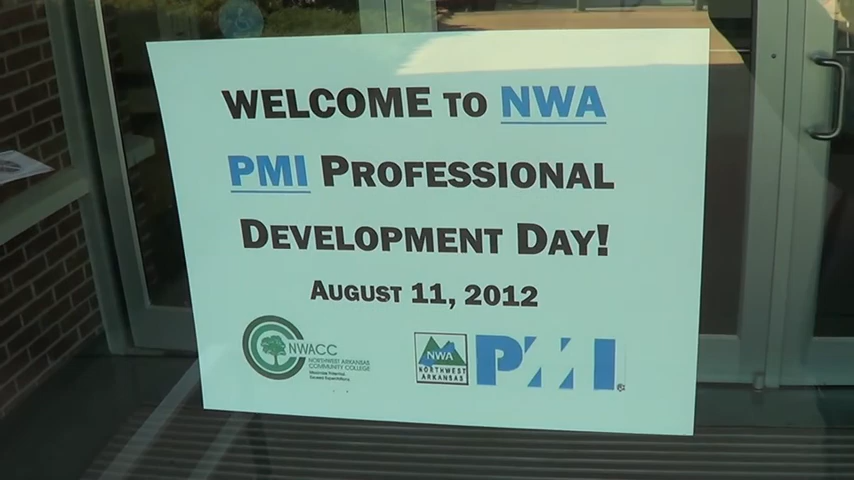 WELCOME TO NWA
PMI PROFESSIONAL
DEVELOPMENT DAY!
AUGUST 11, 2012
NWACC
NORTHWEST ARKANSAS
COMMUNITY COLLEGE
NWA
NORTHWEST
ARKANSAS
PMI